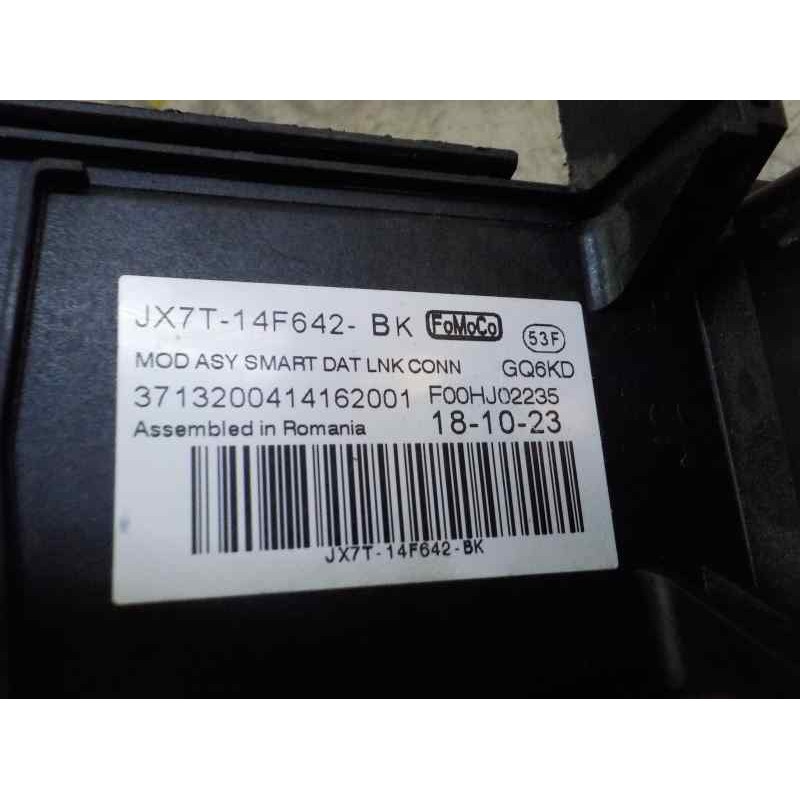 JX7T-14F642- BK FoMoCo 53F
MOD ASY SMART DAT LNK CONN GQ6KD
3713200414162001 F00HJ02235
Assembled in Romania 18-10-23
JX7T-14F642-BK